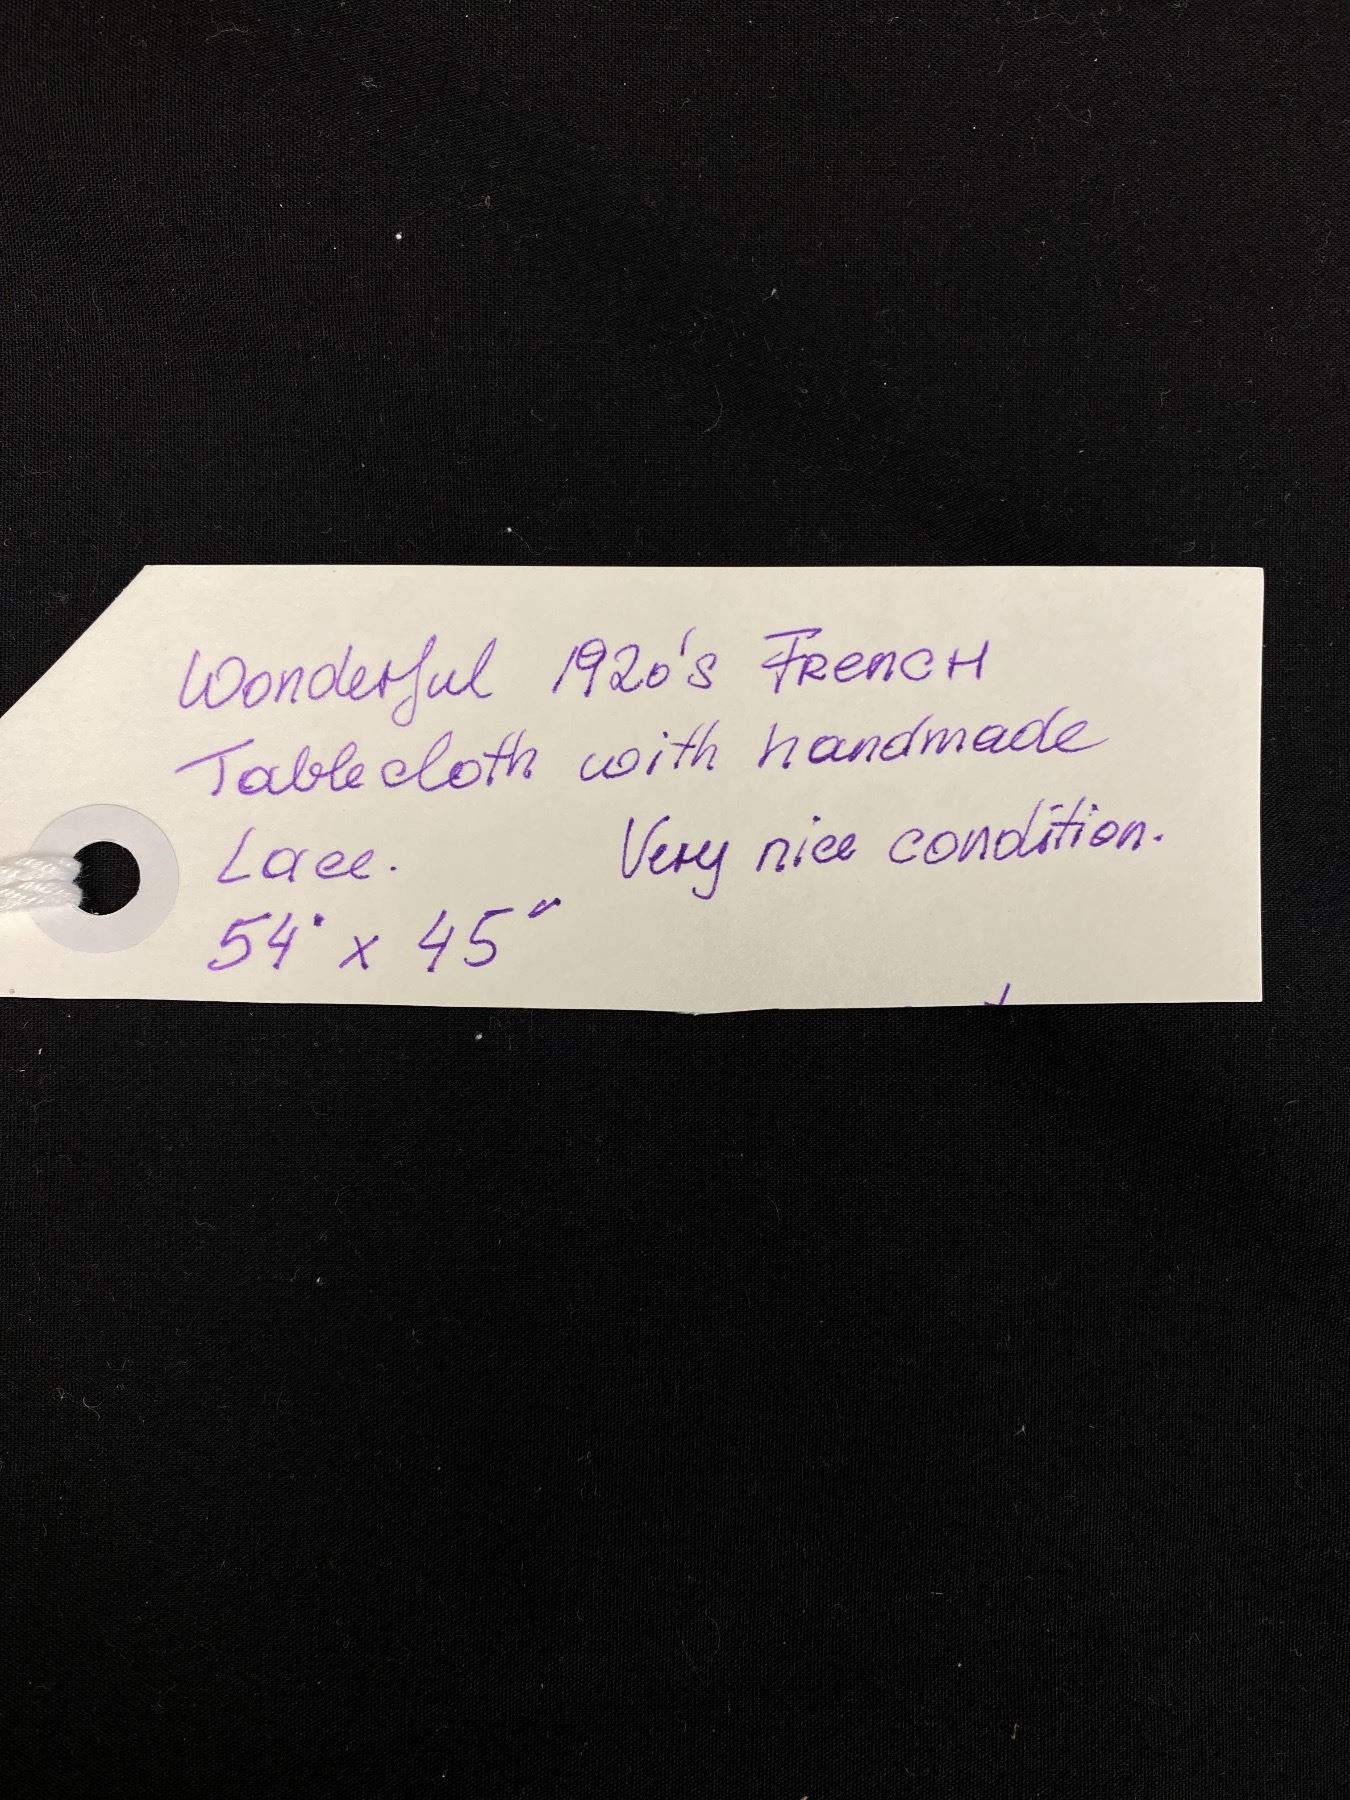 Wonderful 1920's FRENCH
Tablecloth with handmade
Lace. Very nice condition.
54" x 45"